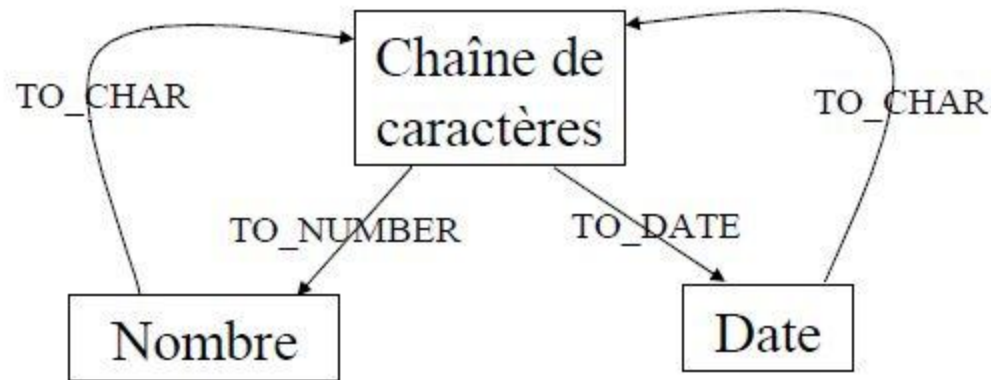 Chaîne de
caractères
TO_CHAR
TO_CHAR
TO_NUMBER
TO_DATE
Nombre
Date